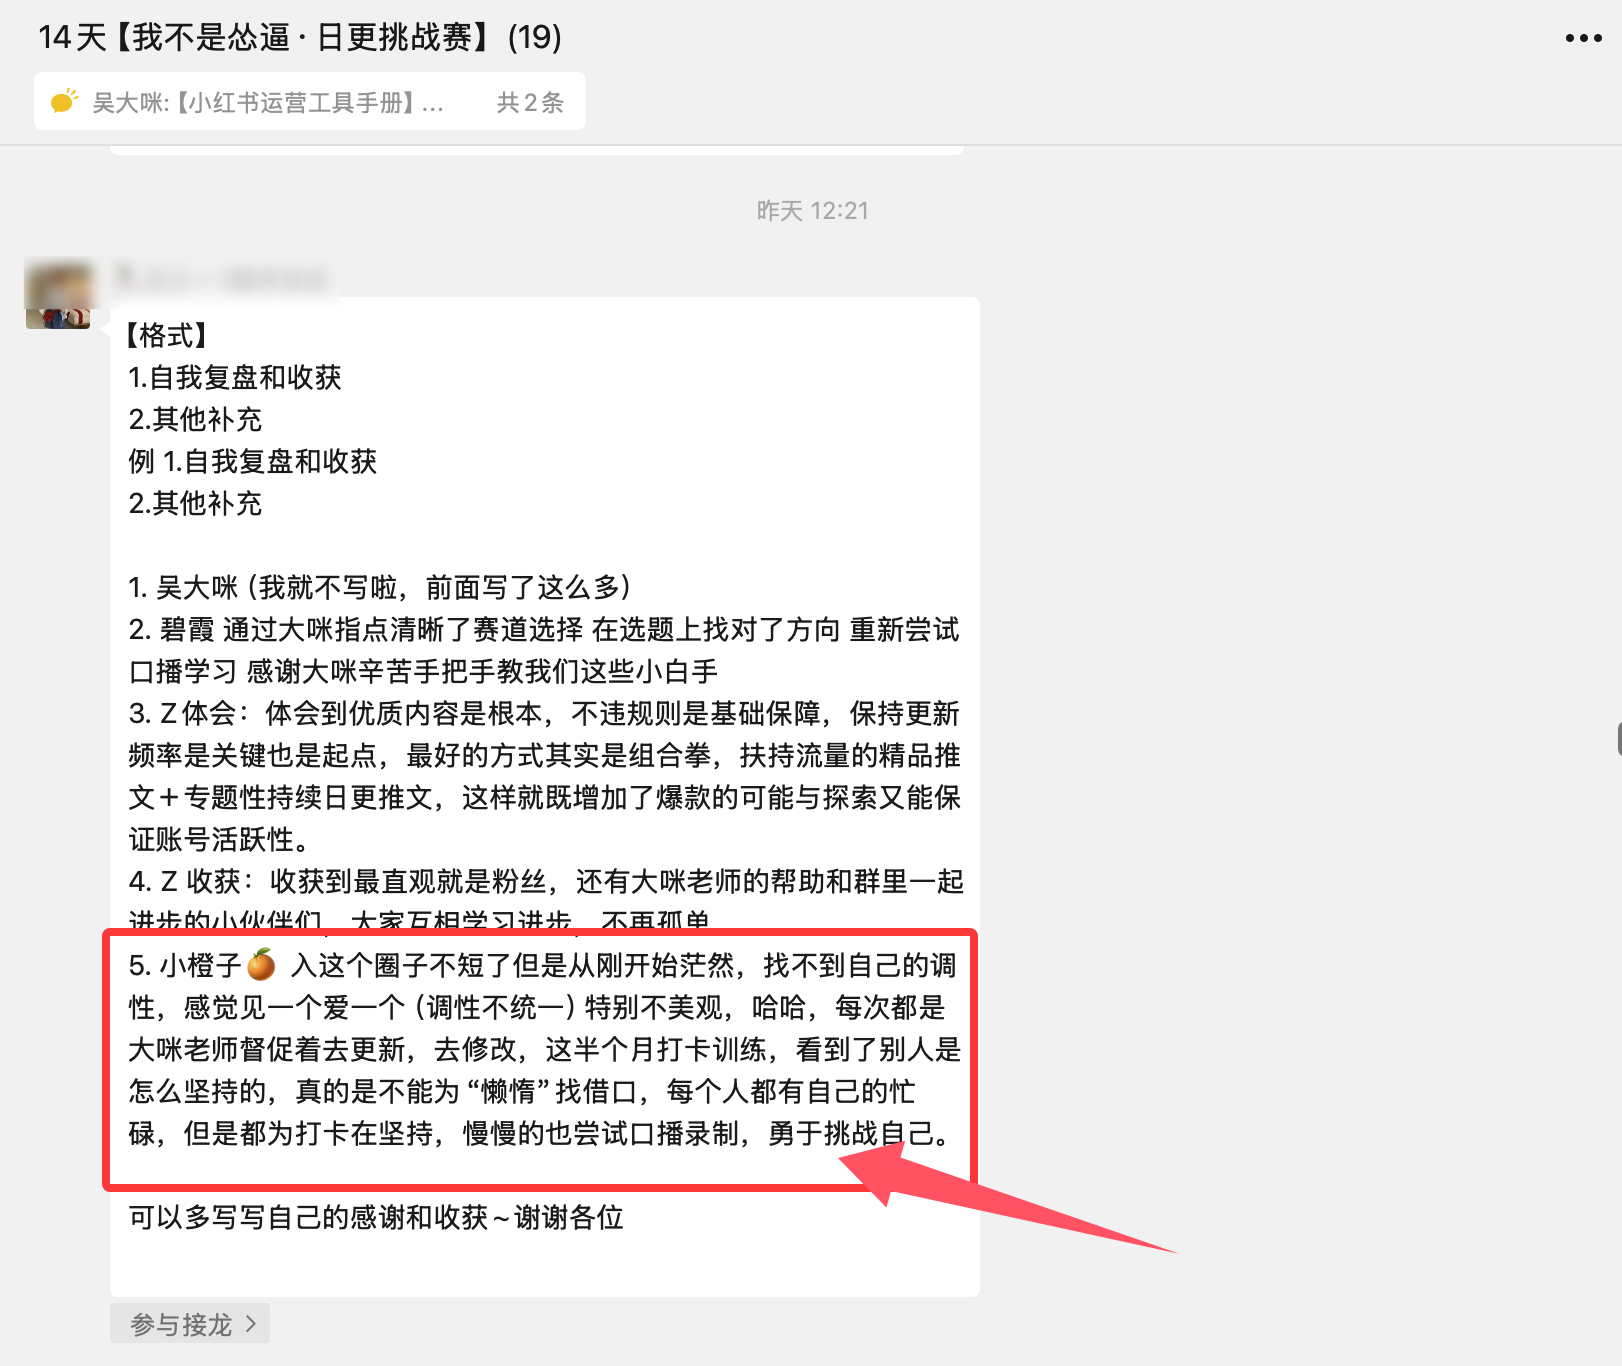 14天【我不是怂逼 · 日更挑战赛】(19)
吴大咪:【小红书运营工具手册】... 共2条
昨天 12:21
【格式】
1.自我复盘和收获
2.其他补充
例 1.自我复盘和收获
2.其他补充
1. 吴大咪 (我就不写啦，前面写了这么多)
2. 碧霞 通过大咪指点清晰了赛道选择 在选题上找对了方向 重新尝试
口播学习 感谢大咪辛苦手把手教我们这些小白手
3. Z体会：体会到优质内容是根本，不违规则是基础保障，保持更新
频率是关键也是起点，最好的方式其实是组合拳，扶持流量的精品推
文＋专题性持续日更推文，这样就既增加了爆款的可能与探索又能保
证账号活跃性。
4. Z 收获：收获到最直观就是粉丝，还有大咪老师的帮助和群里一起
进步的小伙伴们，大家互相学习进步，不再孤单
5. 小橙子🍊 入这个圈子不短了但是从刚开始茫然，找不到自己的调
性，感觉见一个爱一个 (调性不统一) 特别不美观，哈哈，每次都是
大咪老师督促着去更新，去修改，这半个月打卡训练，看到了别人是
怎么坚持的，真的是不能为 “懒惰” 找借口，每个人都有自己的忙
碌，但是都为打卡在坚持，慢慢的也尝试口播录制，勇于挑战自己。
可以多写写自己的感谢和收获～谢谢各位
参与接龙 >